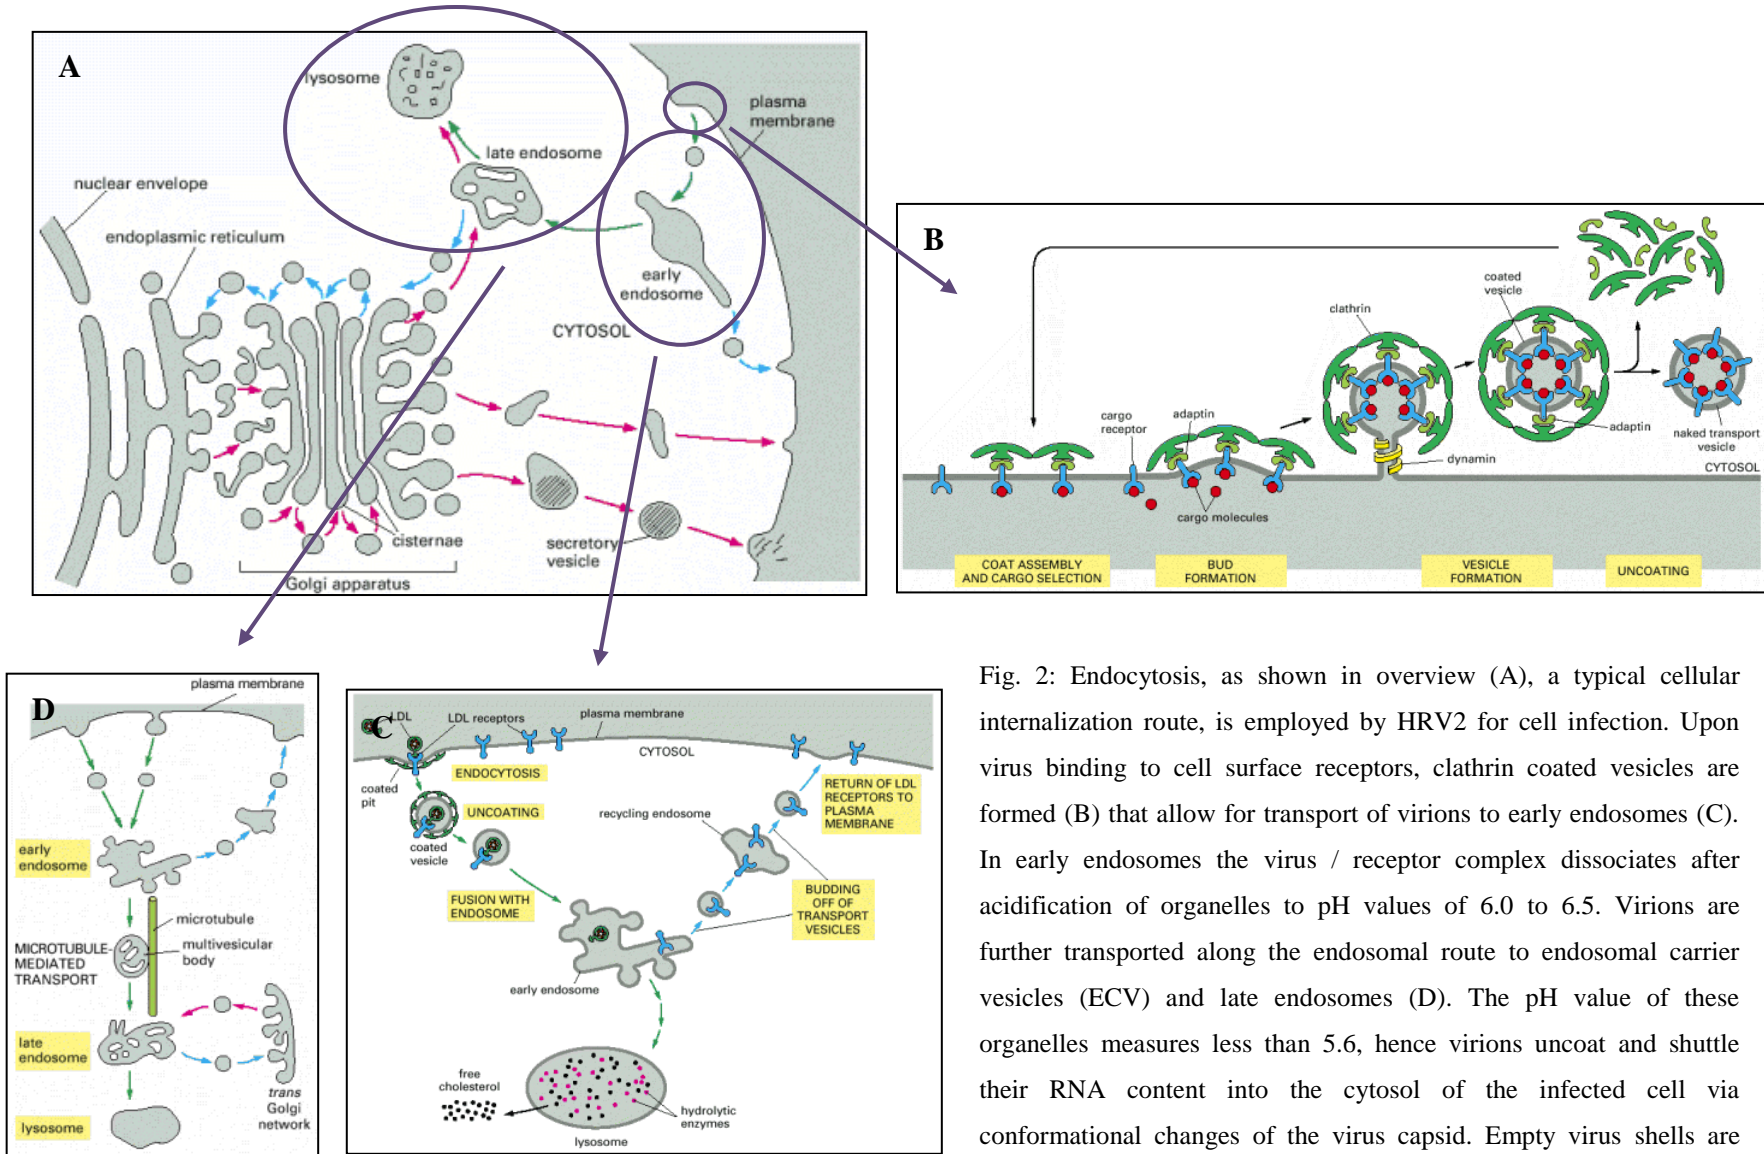 A
lysosome
plasma
membrane
late endosome
nuclear envelope
endoplasmic reticulum
early
endosome
CYTOSOL
cisternae
secretory
vesicle
Golgi apparatus
B
coated
vesicle
clathrin
cargo
receptor
adaptin
adaptin
naked transport
vesicle
dynamin
CYTOSOL
cargo molecules
COAT ASSEMBLY
AND CARGO SELECTION
BUD
FORMATION
VESICLE
FORMATION
UNCOATING
D
plasma membrane
early
endosome
microtubule
MICROTUBULE-
MEDIATED
TRANSPORT
multivesicular
body
late
endosome
trans
Golgi
network
lysosome
C
LDL
LDL receptors
plasma membrane
CYTOSOL
coated
pit
ENDOCYTOSIS
UNCOATING
RETURN OF LDL
RECEPTORS TO
PLASMA
MEMBRANE
recycling endosome
coated
vesicle
FUSION WITH
ENDOSOME
BUDDING
OFF OF
TRANSPORT
VESICLES
early endosome
free
cholesterol
hydrolytic
enzymes
lysosome
Fig. 2: Endocytosis, as shown in overview (A), a typical cellular
internalization route, is employed by HRV2 for cell infection. Upon
virus binding to cell surface receptors, clathrin coated vesicles are
formed (B) that allow for transport of virions to early endosomes (C).
In early endosomes the virus / receptor complex dissociates after
acidification of organelles to pH values of 6.0 to 6.5. Virions are
further transported along the endosomal route to endosomal carrier
vesicles (ECV) and late endosomes (D). The pH value of these
organelles measures less than 5.6, hence virions uncoat and shuttle
their RNA content into the cytosol of the infected cell via
conformational changes of the virus capsid. Empty virus shells are